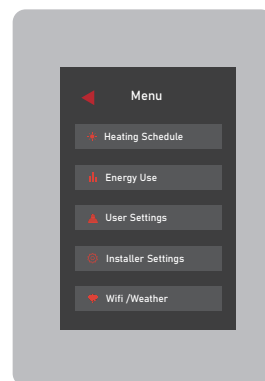 Menu
Heating Schedule
Energy Use
User Settings
Installer Settings
Wifi /Weather